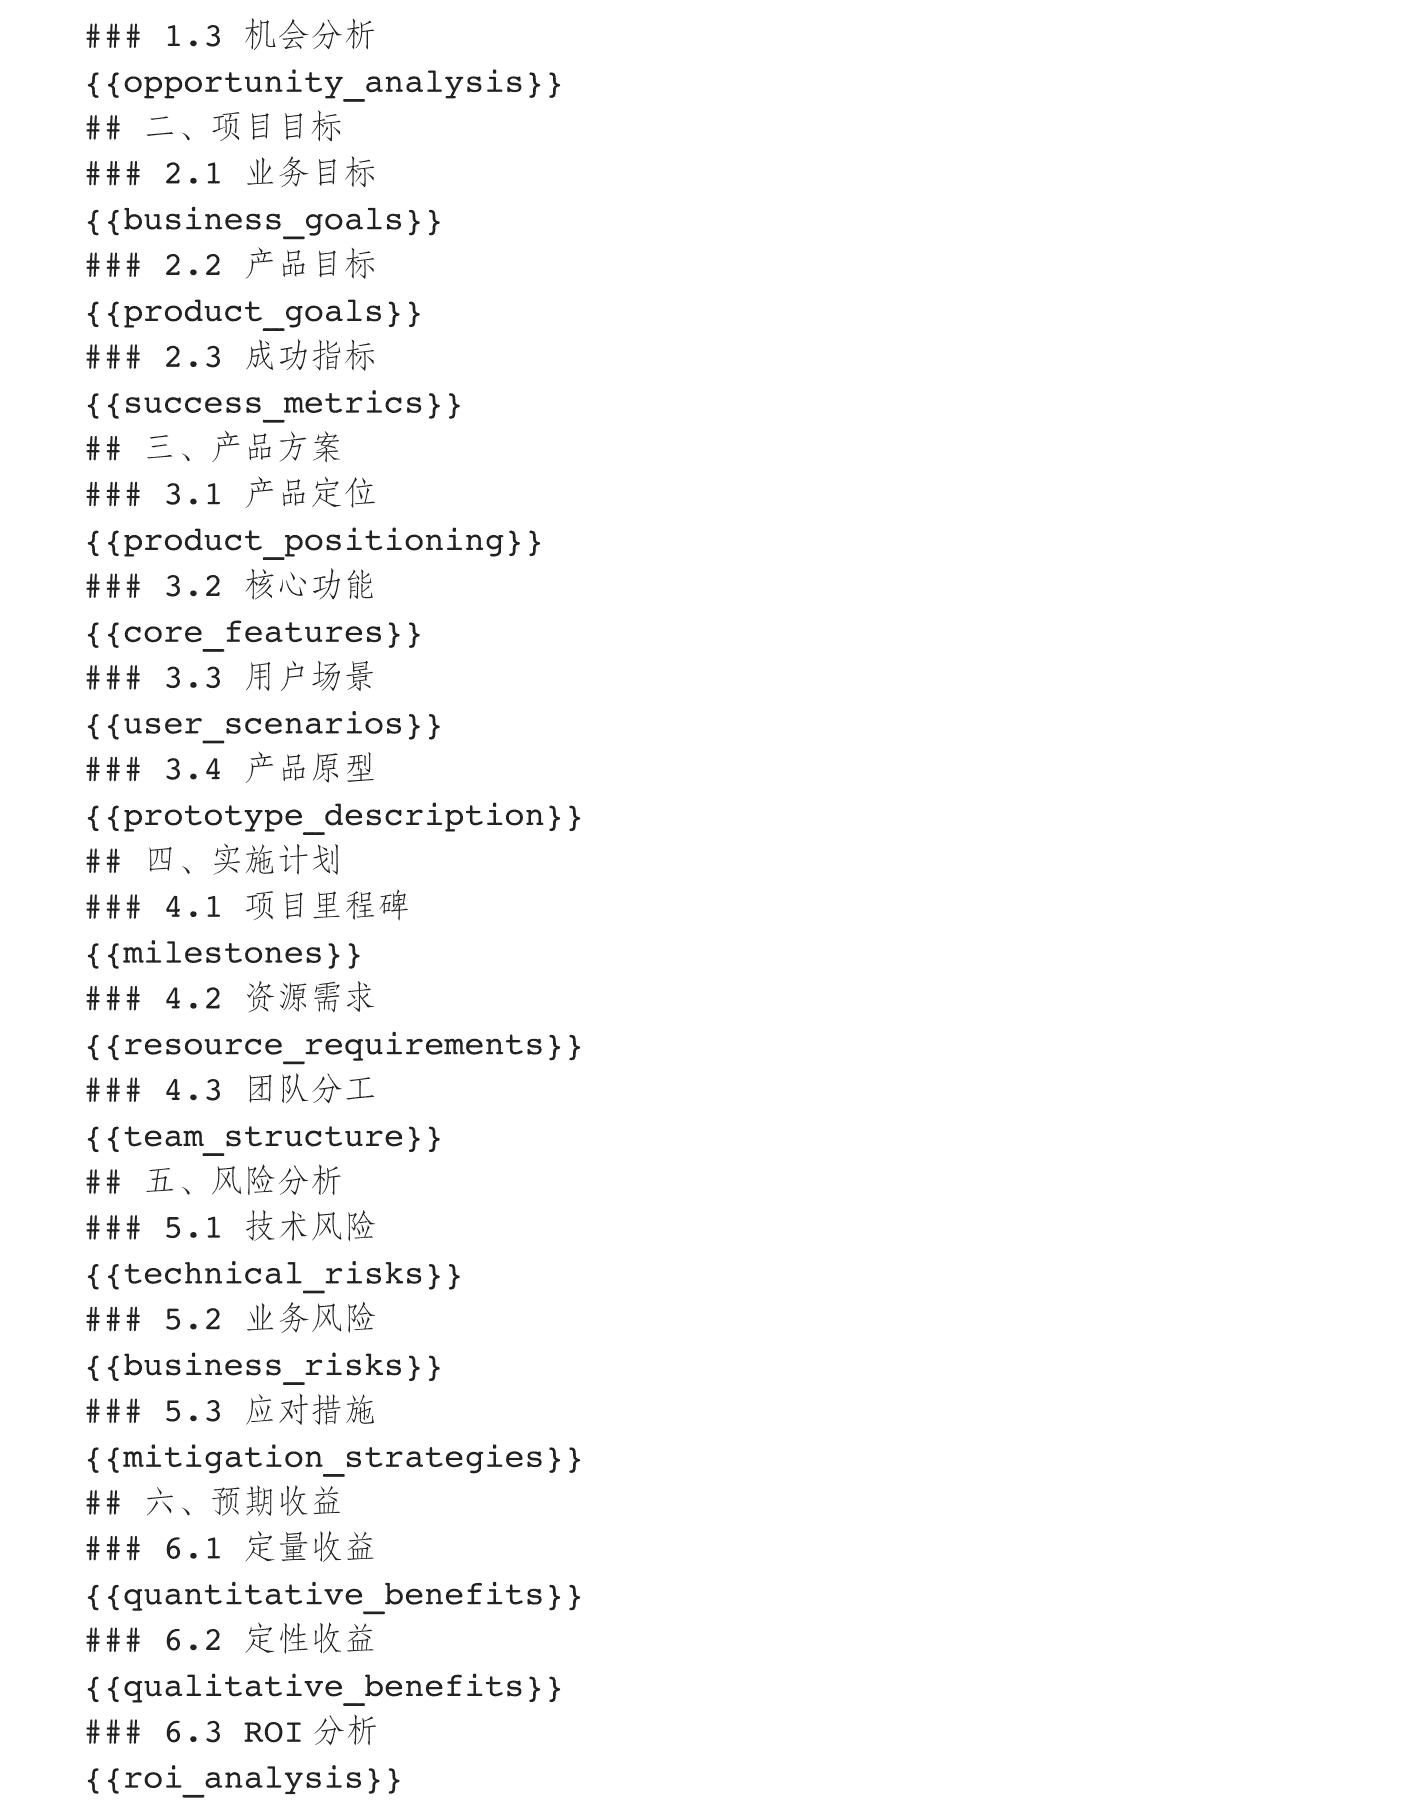 ### 1.3 机会分析
{{opportunity_analysis}}
## 二、项目目标
### 2.1 业务目标
{{business_goals}}
### 2.2 产品目标
{{product_goals}}
### 2.3 成功指标
{{success_metrics}}
## 三、产品方案
### 3.1 产品定位
{{product_positioning}}
### 3.2 核心功能
{{core_features}}
### 3.3 用户场景
{{user_scenarios}}
### 3.4 产品原型
{{prototype_description}}
## 四、实施计划
### 4.1 项目里程碑
{{milestones}}
### 4.2 资源需求
{{resource_requirements}}
### 4.3 团队分工
{{team_structure}}
## 五、风险分析
### 5.1 技术风险
{{technical_risks}}
### 5.2 业务风险
{{business_risks}}
### 5.3 应对措施
{{mitigation_strategies}}
## 六、预期收益
### 6.1 定量收益
{{quantitative_benefits}}
### 6.2 定性收益
{{qualitative_benefits}}
### 6.3 ROI 分析
{{roi_analysis}}